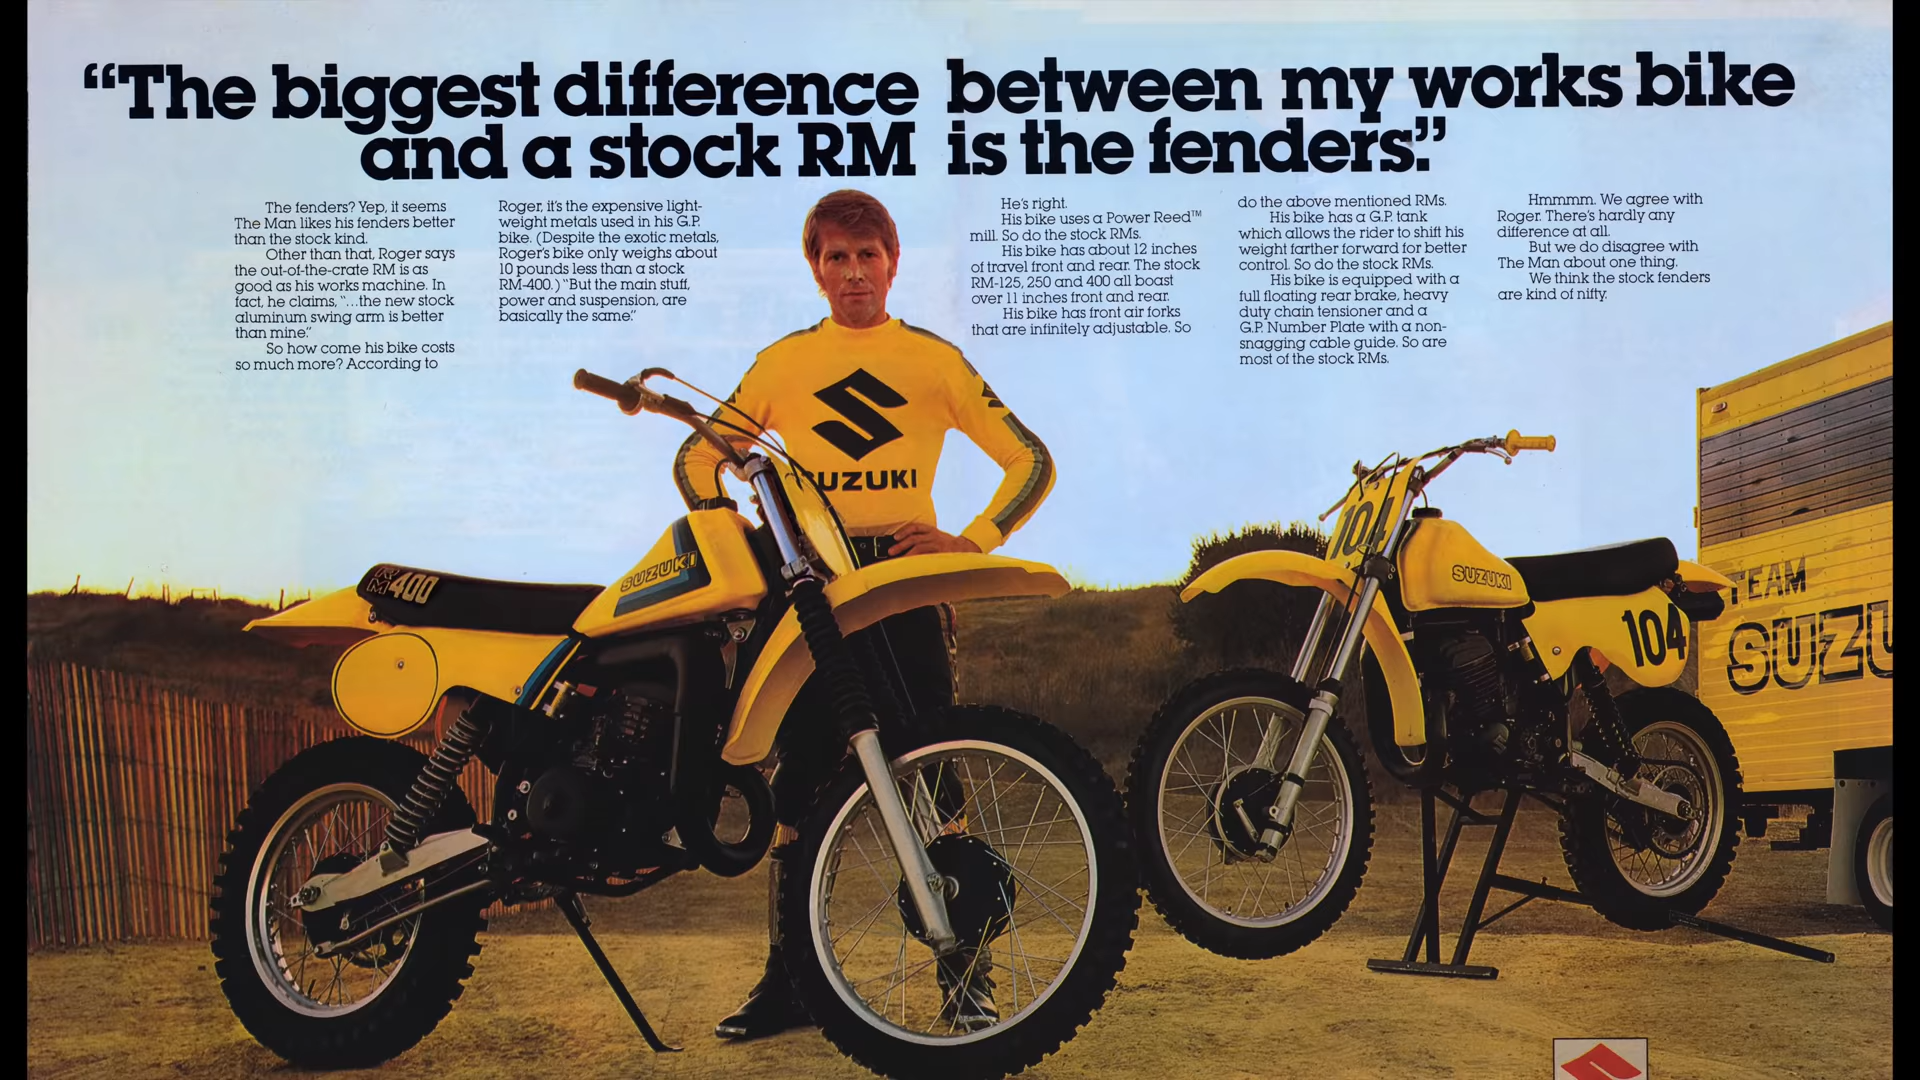 “The biggest difference between my works bike
and a stock RM is the fenders.”
The fenders? Yep, it seems
The Man likes his fenders better
than the stock kind.
Other than that, Roger says
the out-of-the-crate RM is as
good as his works machine. In
fact, he claims, “...the new stock
aluminum swing arm is better
than mine.”
So how come his bike costs
so much more? According to
Roger, it's the expensive light-
weight metals used in his G.P.
bike. (Despite the exotic metals,
Roger's bike only weighs about
10 pounds less than a stock
RM-400.) “But the main stuff,
power and suspension, are
basically the same.”
He's right.
His bike uses a Power Reed™
mill. So do the stock RMs.
His bike has about 12 inches
of travel front and rear. The stock
RM-125, 250 and 400 all boast
over 11 inches front and rear.
His bike has front air forks
that are infinitely adjustable. So
do the above mentioned RMs.
His bike has a G.P. tank
which allows the rider to shift his
weight farther forward for better
control. So do the stock RMs.
His bike is equipped with a
full floating rear brake, heavy
duty chain tensioner and a
G.P. Number Plate with a non-
snagging cable guide. So are
most of the stock RMs.
Hmmmm. We agree with
Roger. There's hardly any
difference at all.
But we do disagree with
The Man about one thing.
We think the stock fenders
are kind of nifty.
SUZUKI
RM400
SUZUKI
104
SUZUKI
104
TEAM
SUZU